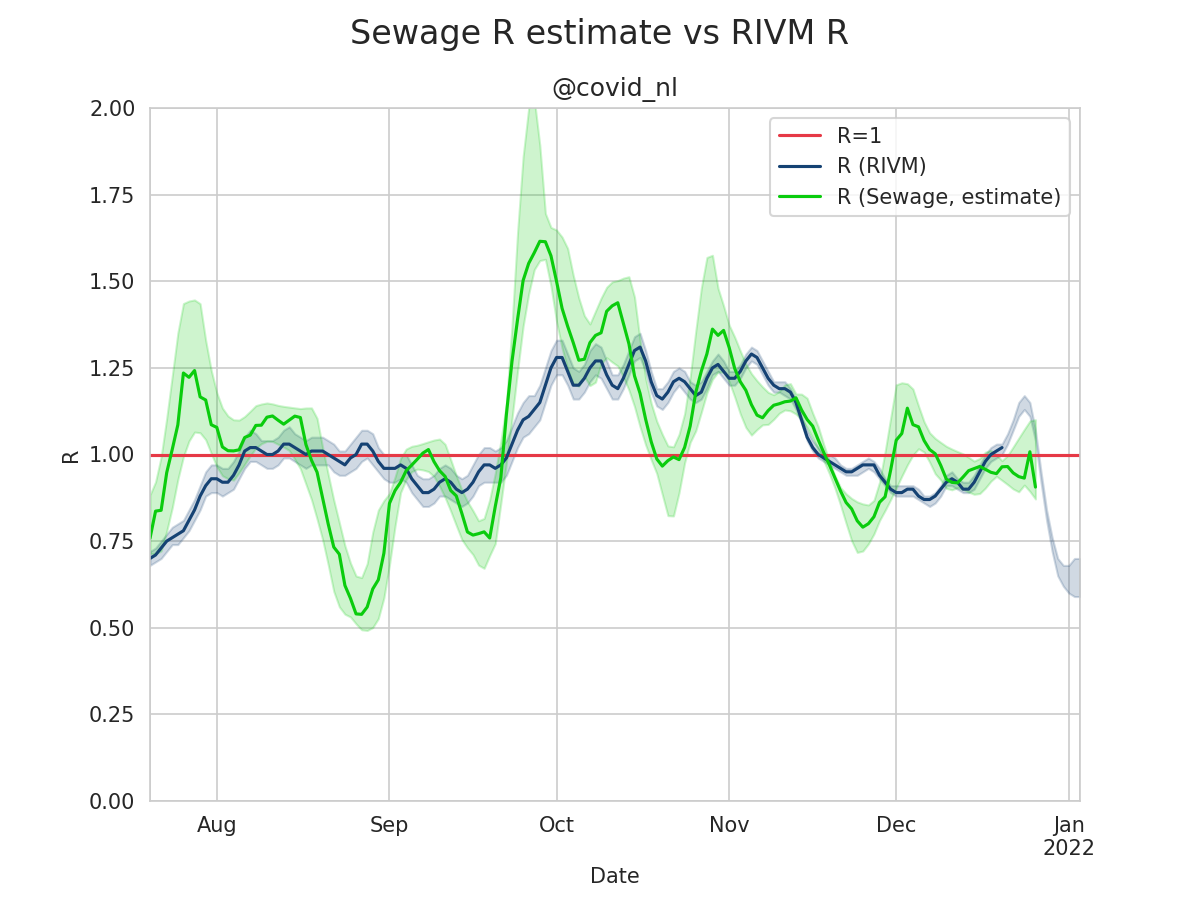 Sewage R estimate vs RIVM R
@covid_nl
R=1
R (RIVM)
R (Sewage, estimate)
2.00
1.75
1.50
1.25
1.00
0.75
0.50
0.25
0.00
R
Aug Sep Oct Nov Dec Jan
2022
Date